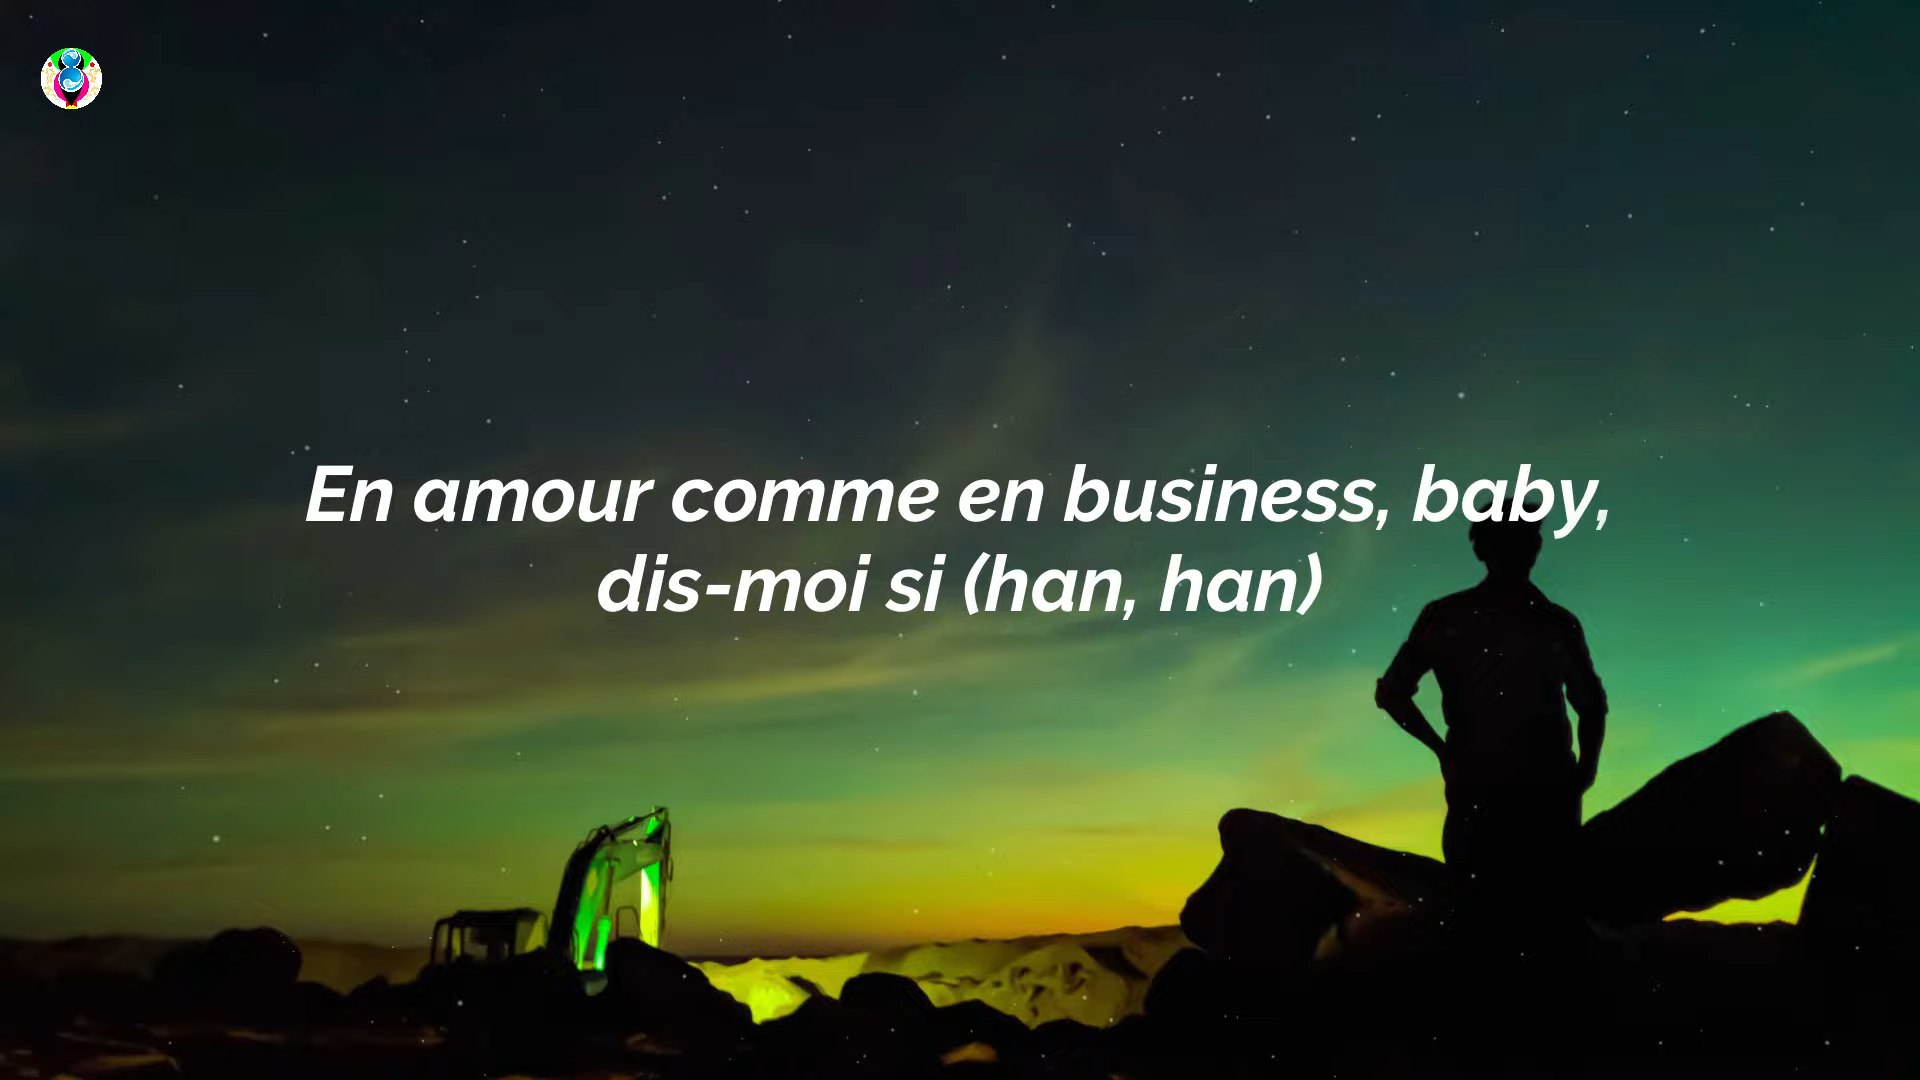 En amour comme en business, baby,
dis-moi si (han, han)